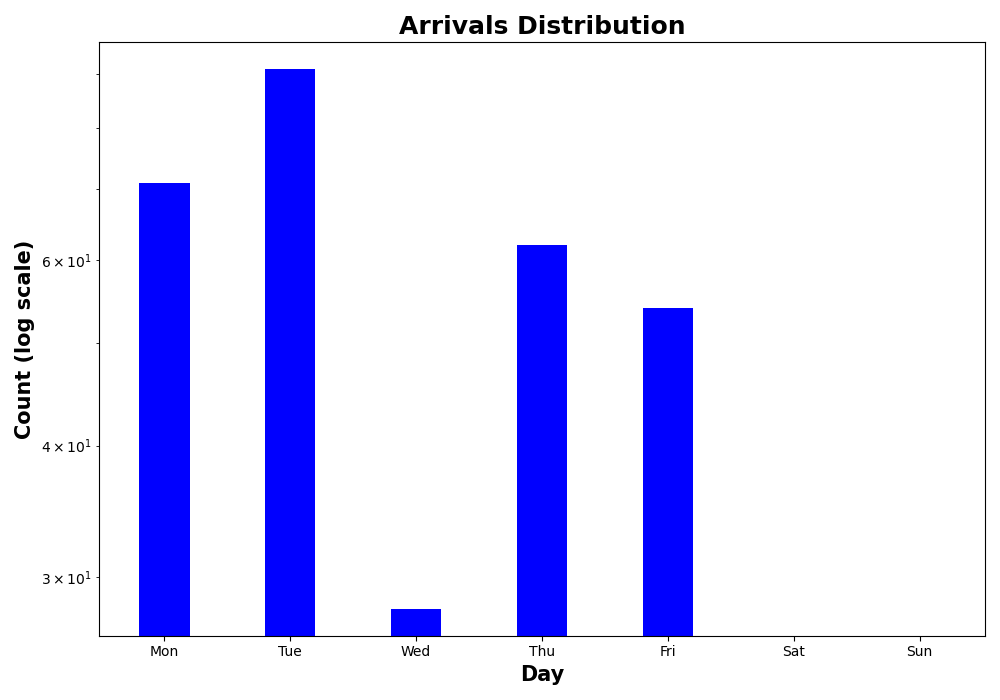 Arrivals Distribution
Count (log scale)
6 × 10¹
4 × 10¹
3 × 10¹
Mon Tue Wed Thu Fri Sat Sun
Day